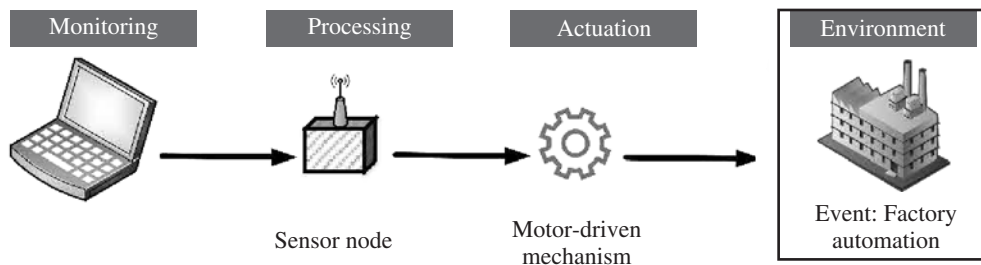 Monitoring
Processing
Actuation
Environment
Sensor node
Motor-driven
mechanism
Event: Factory
automation